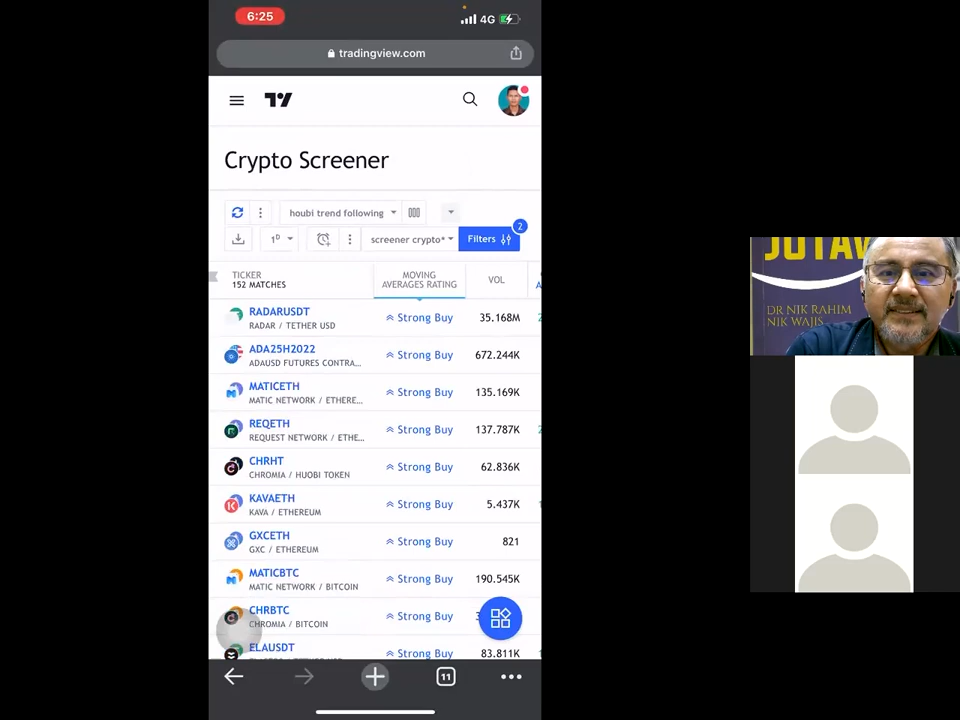 6:25
4G
tradingview.com
Crypto Screener
houbi trend following
2
1D
screener crypto*
Filters
TICKER
152 MATCHES
MOVING
AVERAGES RATING
VOL
RADARUSDT
RADAR / TETHER USD
Strong Buy
35.168M
ADA25H2022
ADAUSD FUTURES CONTRA...
Strong Buy
672.244K
MATICETH
MATIC NETWORK / ETHERE...
Strong Buy
135.169K
REQETH
REQUEST NETWORK / ETHE...
Strong Buy
137.787K
CHRHT
CHROMIA / HUOBI TOKEN
Strong Buy
62.836K
KAVAETH
KAVA / ETHEREUM
Strong Buy
5.437K
GXCETH
GXC / ETHEREUM
Strong Buy
821
MATICBTC
MATIC NETWORK / BITCOIN
Strong Buy
190.545K
CHRBTC
CHROMIA / BITCOIN
Strong Buy
ELAUSDT
Strong Buy
83.811K
11
DR NIK RAHIM
NIK WAJIS